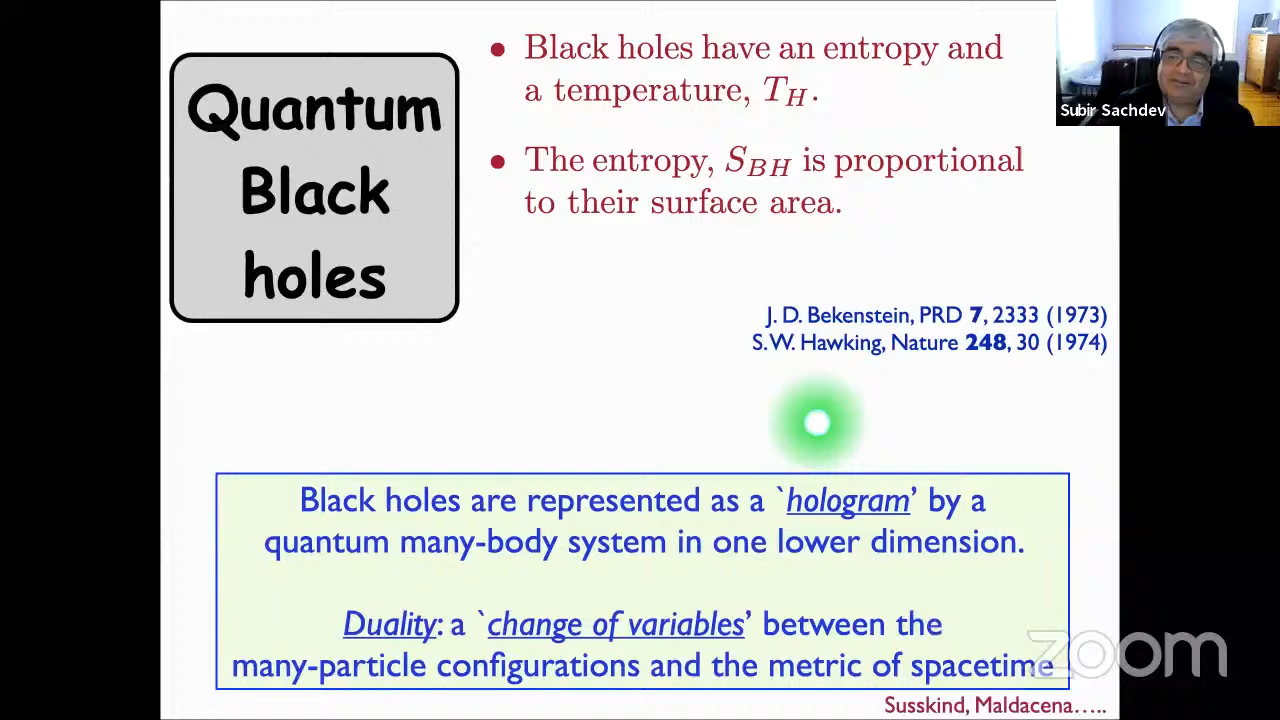 Quantum
Black
holes
• Black holes have an entropy and
a temperature, T_H.
• The entropy, S_BH is proportional
to their surface area.
Subir Sachdev
J. D. Bekenstein, PRD 7, 2333 (1973)
S.W. Hawking, Nature 248, 30 (1974)
Black holes are represented as a `hologram’ by a
quantum many-body system in one lower dimension.
Duality: a `change of variables’ between the
many-particle configurations and the metric of spacetime
zoom
Susskind, Maldacena.....